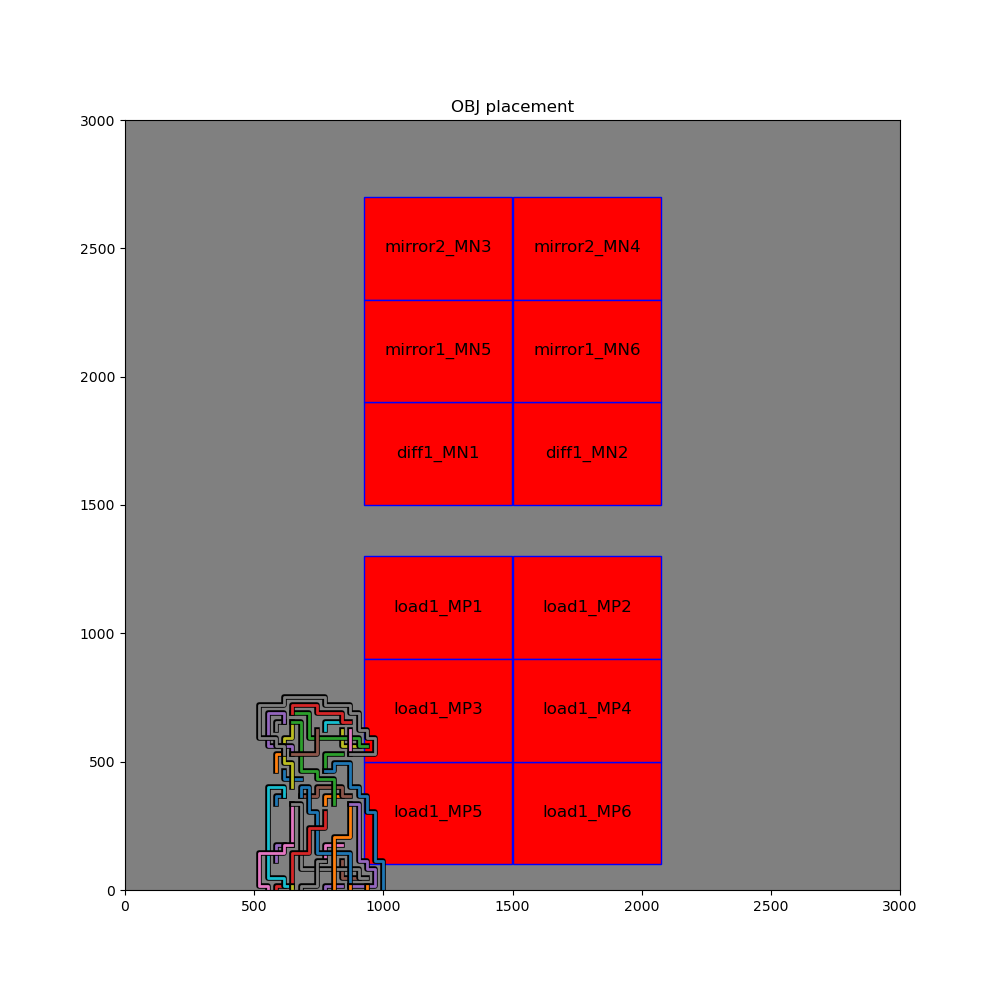 OBJ placement
3000
2500
2000
1500
1000
500
0
mirror2_MN3 mirror2_MN4
mirror1_MN5 mirror1_MN6
diff1_MN1 diff1_MN2
load1_MP1 load1_MP2
load1_MP3 load1_MP4
load1_MP5 load1_MP6
0 500 1000 1500 2000 2500 3000